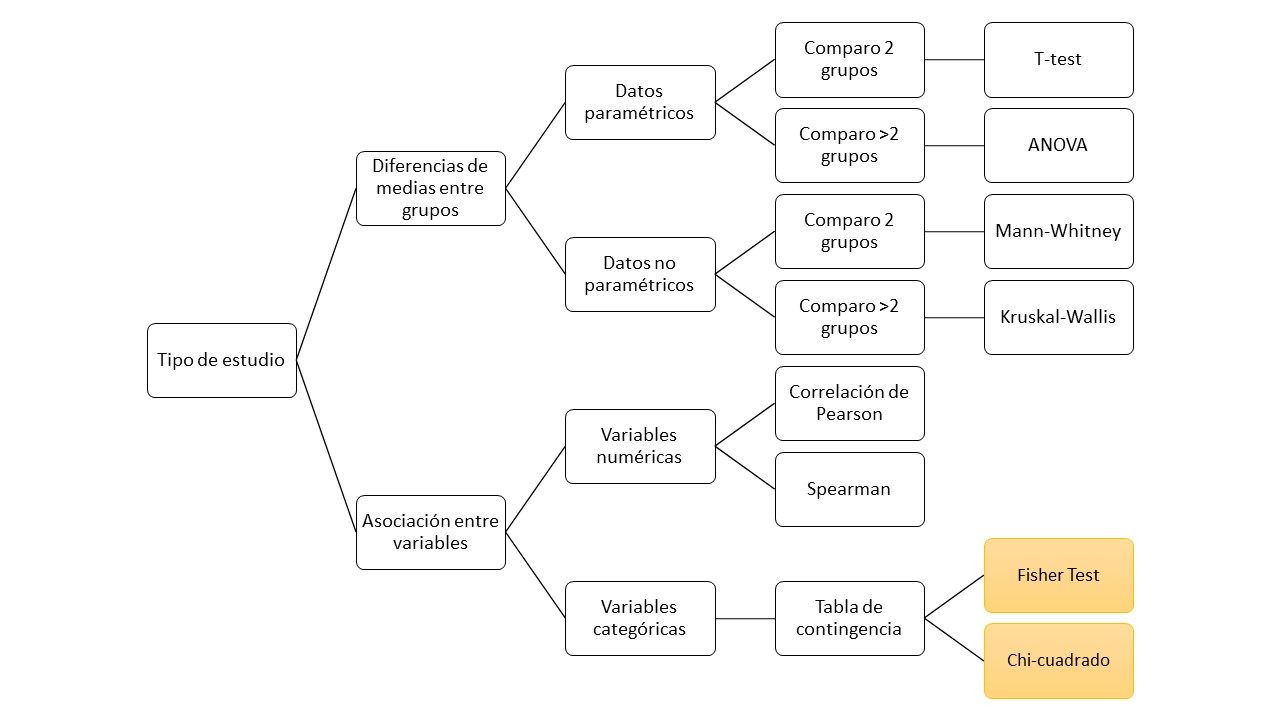 Comparo 2
grupos
T-test
Datos
paramétricos
Comparo >2
grupos
ANOVA
Diferencias de
medias entre
grupos
Comparo 2
grupos
Mann-Whitney
Datos no
paramétricos
Comparo >2
grupos
Kruskal-Wallis
Tipo de estudio
Correlación de
Pearson
Variables
numéricas
Spearman
Asociación entre
variables
Fisher Test
Variables
categóricas
Tabla de
contingencia
Chi-cuadrado